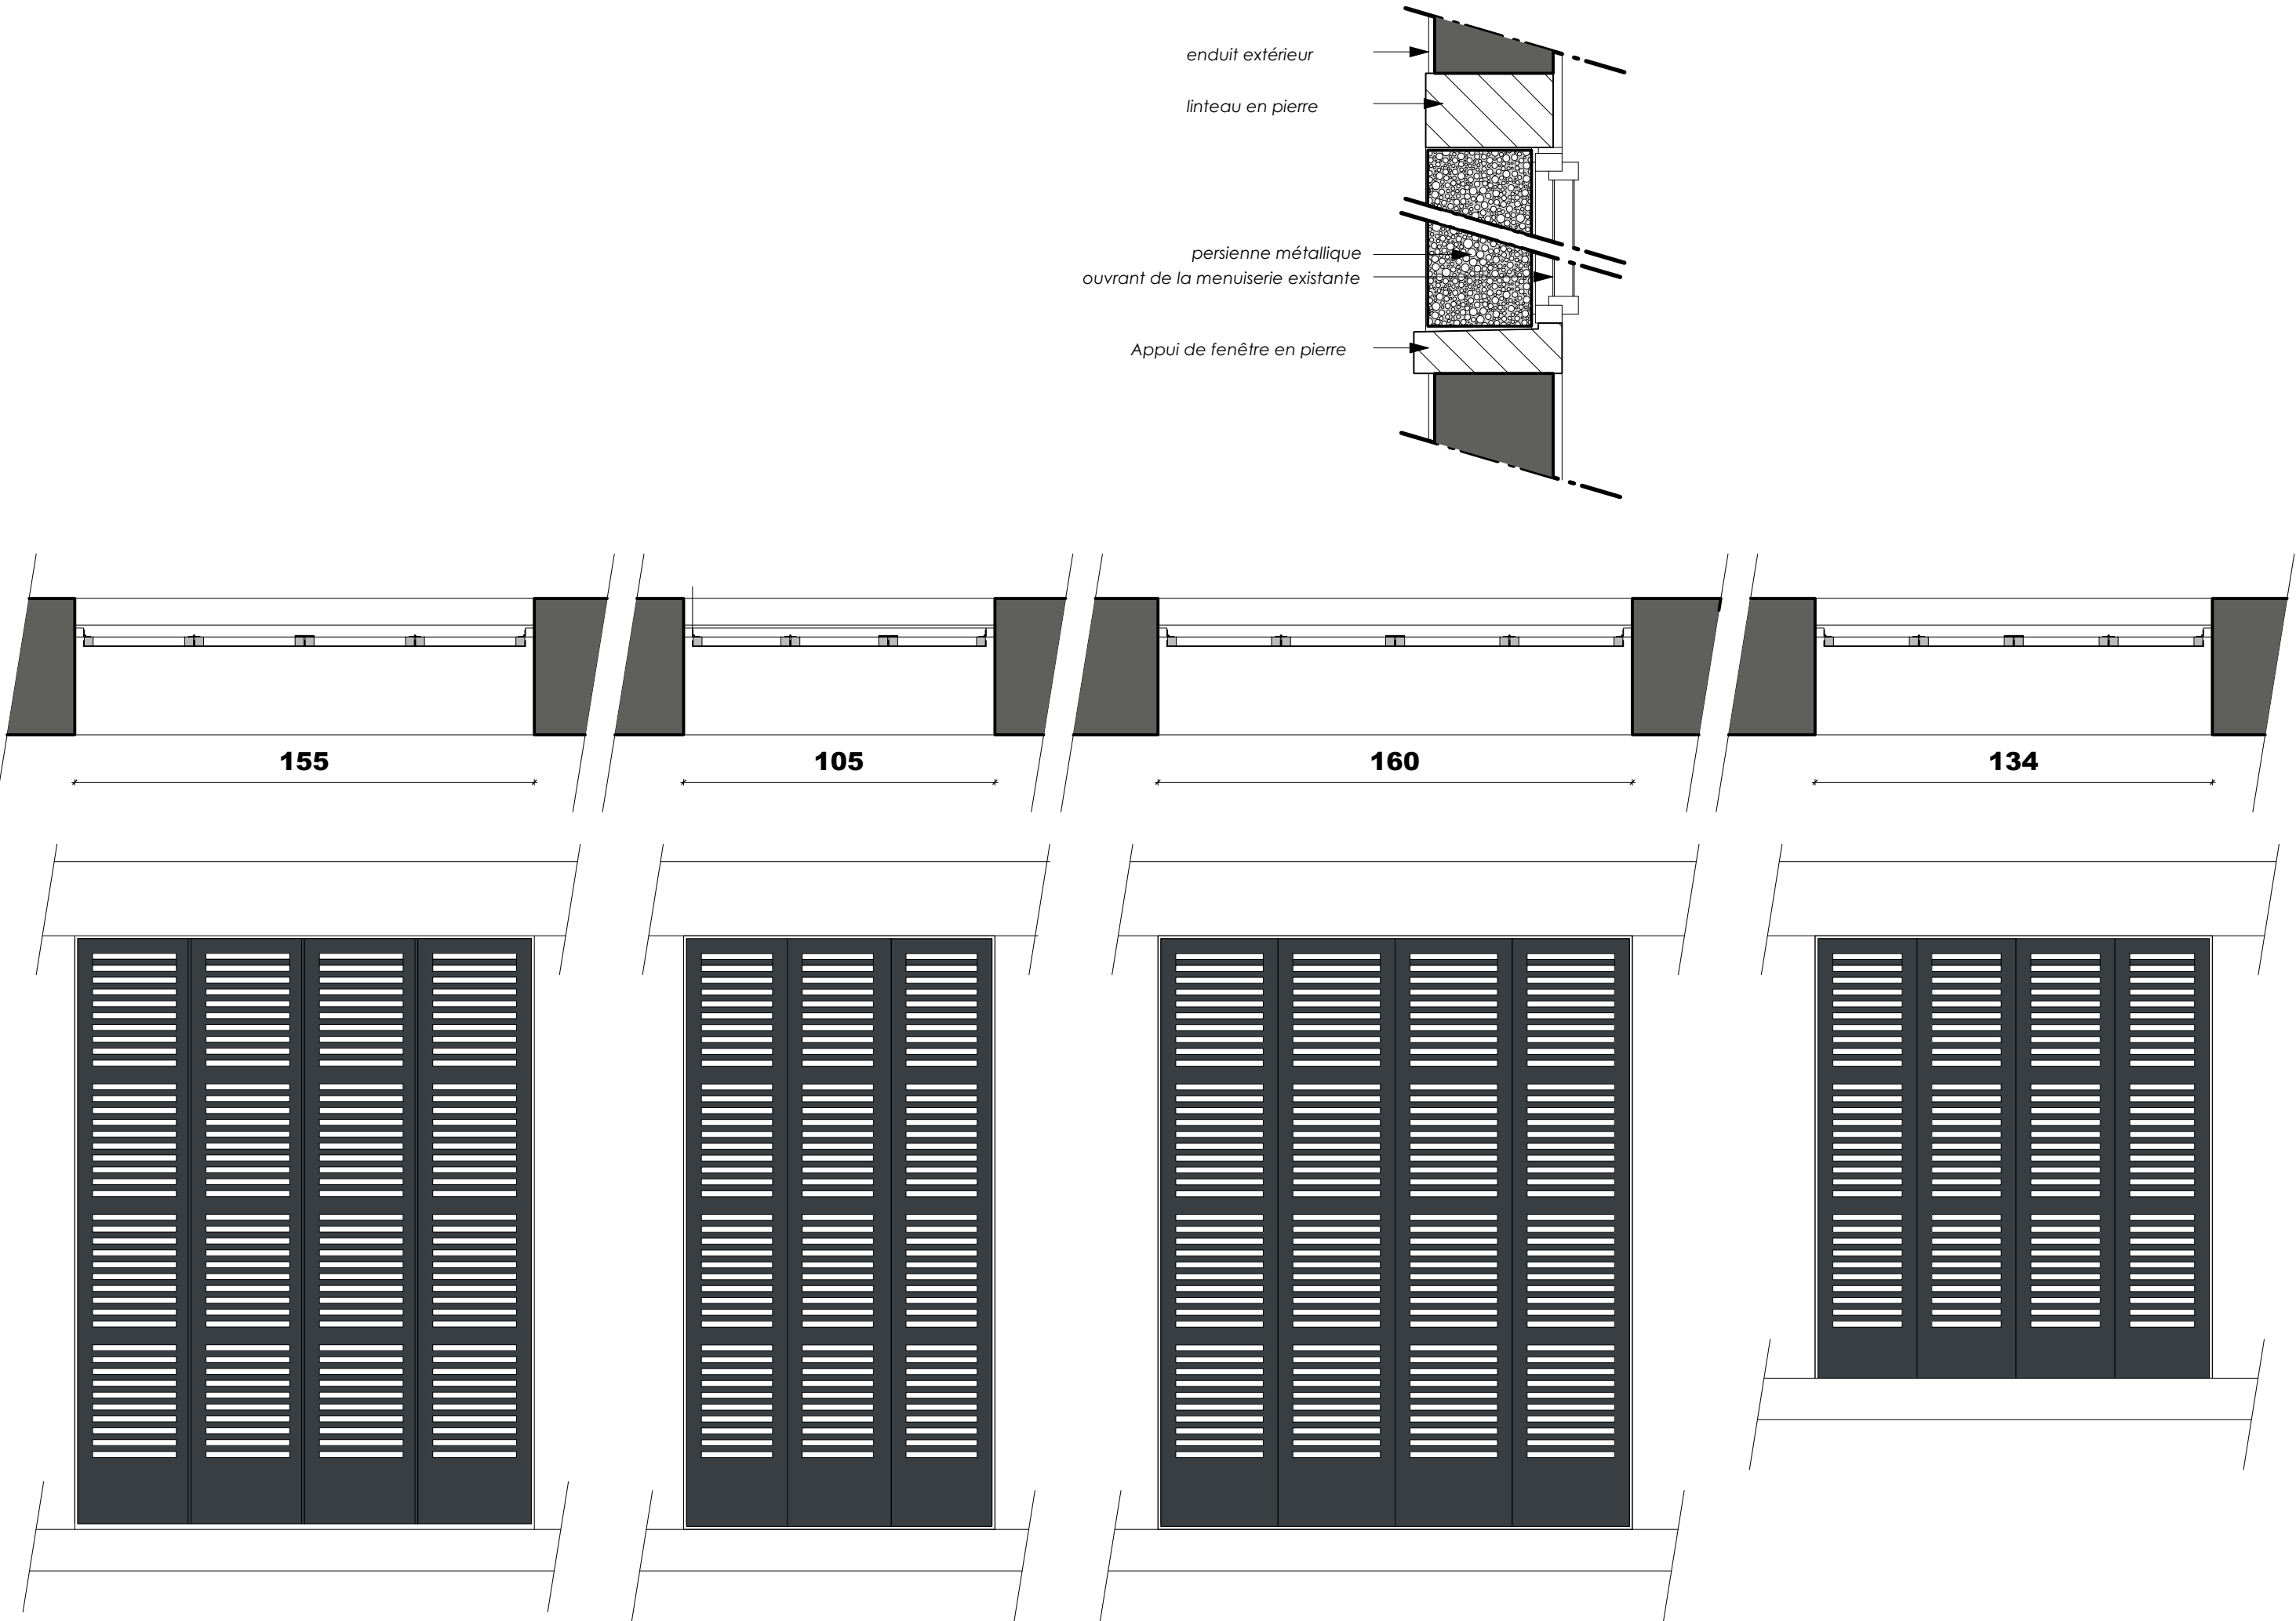 enduit extérieur
linteau en pierre
persienne métallique
ouvrant de la menuiserie existante
Appui de fenêtre en pierre
155
105
160
134